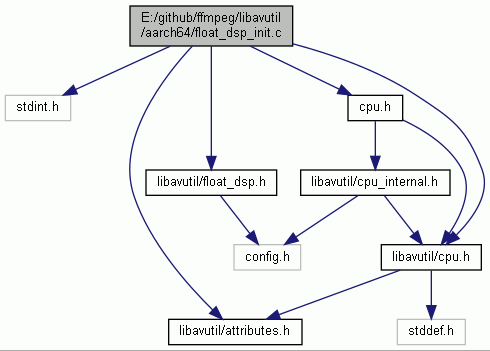 E:/github/ffmpeg/libavutil
/aarch64/float_dsp_init.c
stdint.h
cpu.h
libavutil/float_dsp.h
libavutil/cpu_internal.h
config.h
libavutil/cpu.h
libavutil/attributes.h
stddef.h